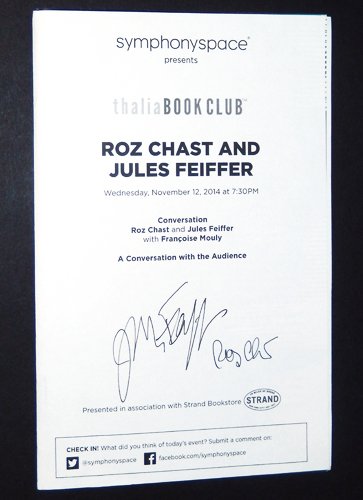 symphonyspace
presents
thaliaBOOKCLUB™
ROZ CHAST AND
JULES FEIFFER
Wednesday, November 12, 2014 at 7:30PM
Conversation
Roz Chast and Jules Feiffer
with Françoise Mouly
A Conversation with the Audience
Presented in association with Strand Bookstore STRAND
CHECK IN! What did you think of today's event? Submit a comment on:
@symphonyspace facebook.com/symphonyspace